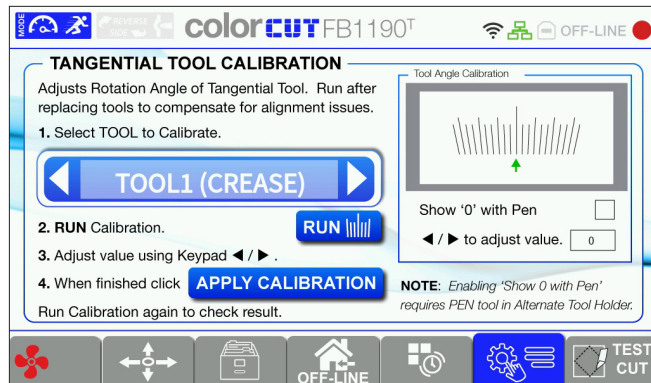 MODE
REVERSE
SIDE
colorCUT FB1190T
OFF-LINE
TANGENTIAL TOOL CALIBRATION
Adjusts Rotation Angle of Tangential Tool. Run after
replacing tools to compensate for alignment issues.
1. Select TOOL to Calibrate.
TOOL1 (CREASE)
2. RUN Calibration.
RUN
3. Adjust value using Keypad ◀ / ▶ .
4. When finished click
APPLY CALIBRATION
Run Calibration again to check result.
Tool Angle Calibration
Show ‘0’ with Pen
◀ / ▶ to adjust value.
0
NOTE: Enabling ‘Show 0 with Pen’
requires PEN tool in Alternate Tool Holder.
OFF-LINE
TEST
CUT